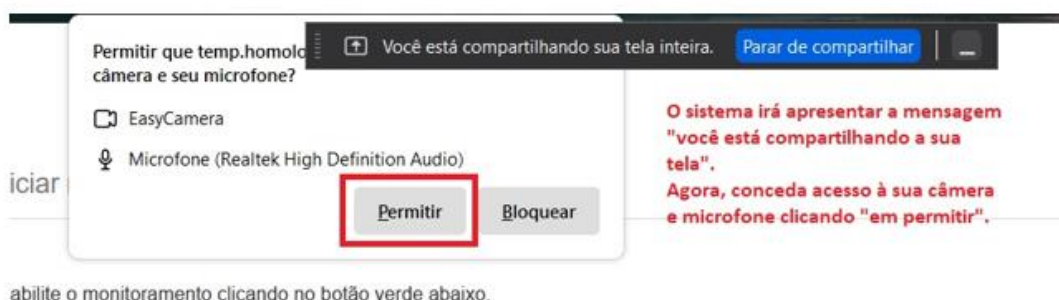 Permitir que temp.homolo
câmera e seu microfone?
Você está compartilhando sua tela inteira. Parar de compartilhar
EasyCamera
Microfone (Realtek High Definition Audio)
Permitir Bloquear
O sistema irá apresentar a mensagem
"você está compartilhando a sua
tela".
Agora, conceda acesso à sua câmera
e microfone clicando "em permitir".
iciar
abilite o monitoramento clicando no botão verde abaixo.